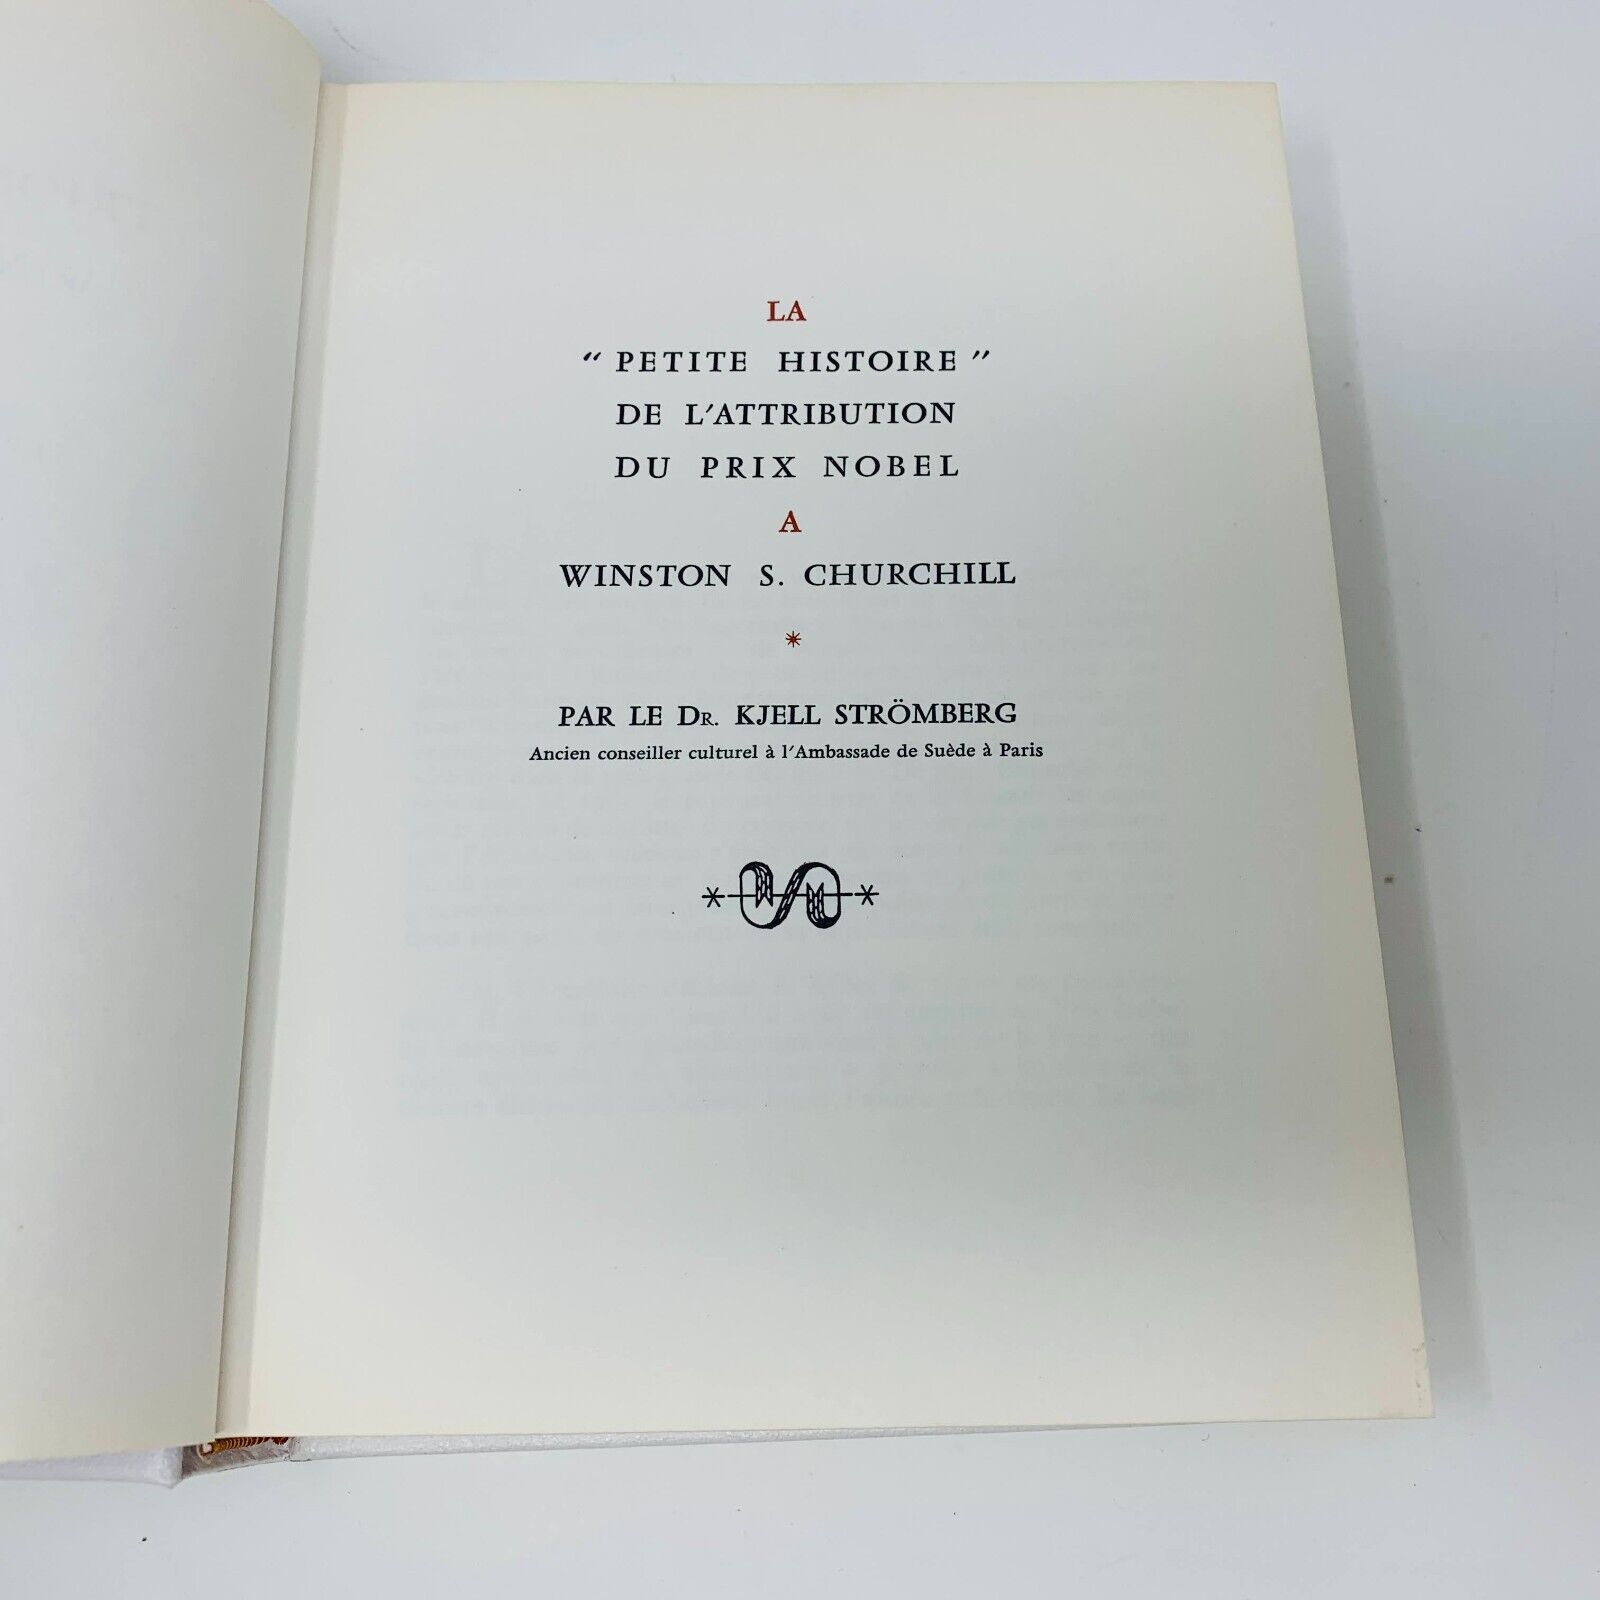 LA
“ PETITE HISTOIRE ”
DE L’ATTRIBUTION
DU PRIX NOBEL
A
WINSTON S. CHURCHILL
*
PAR LE DR. KJELL STRÖMBERG
Ancien conseiller culturel à l’Ambassade de Suède à Paris